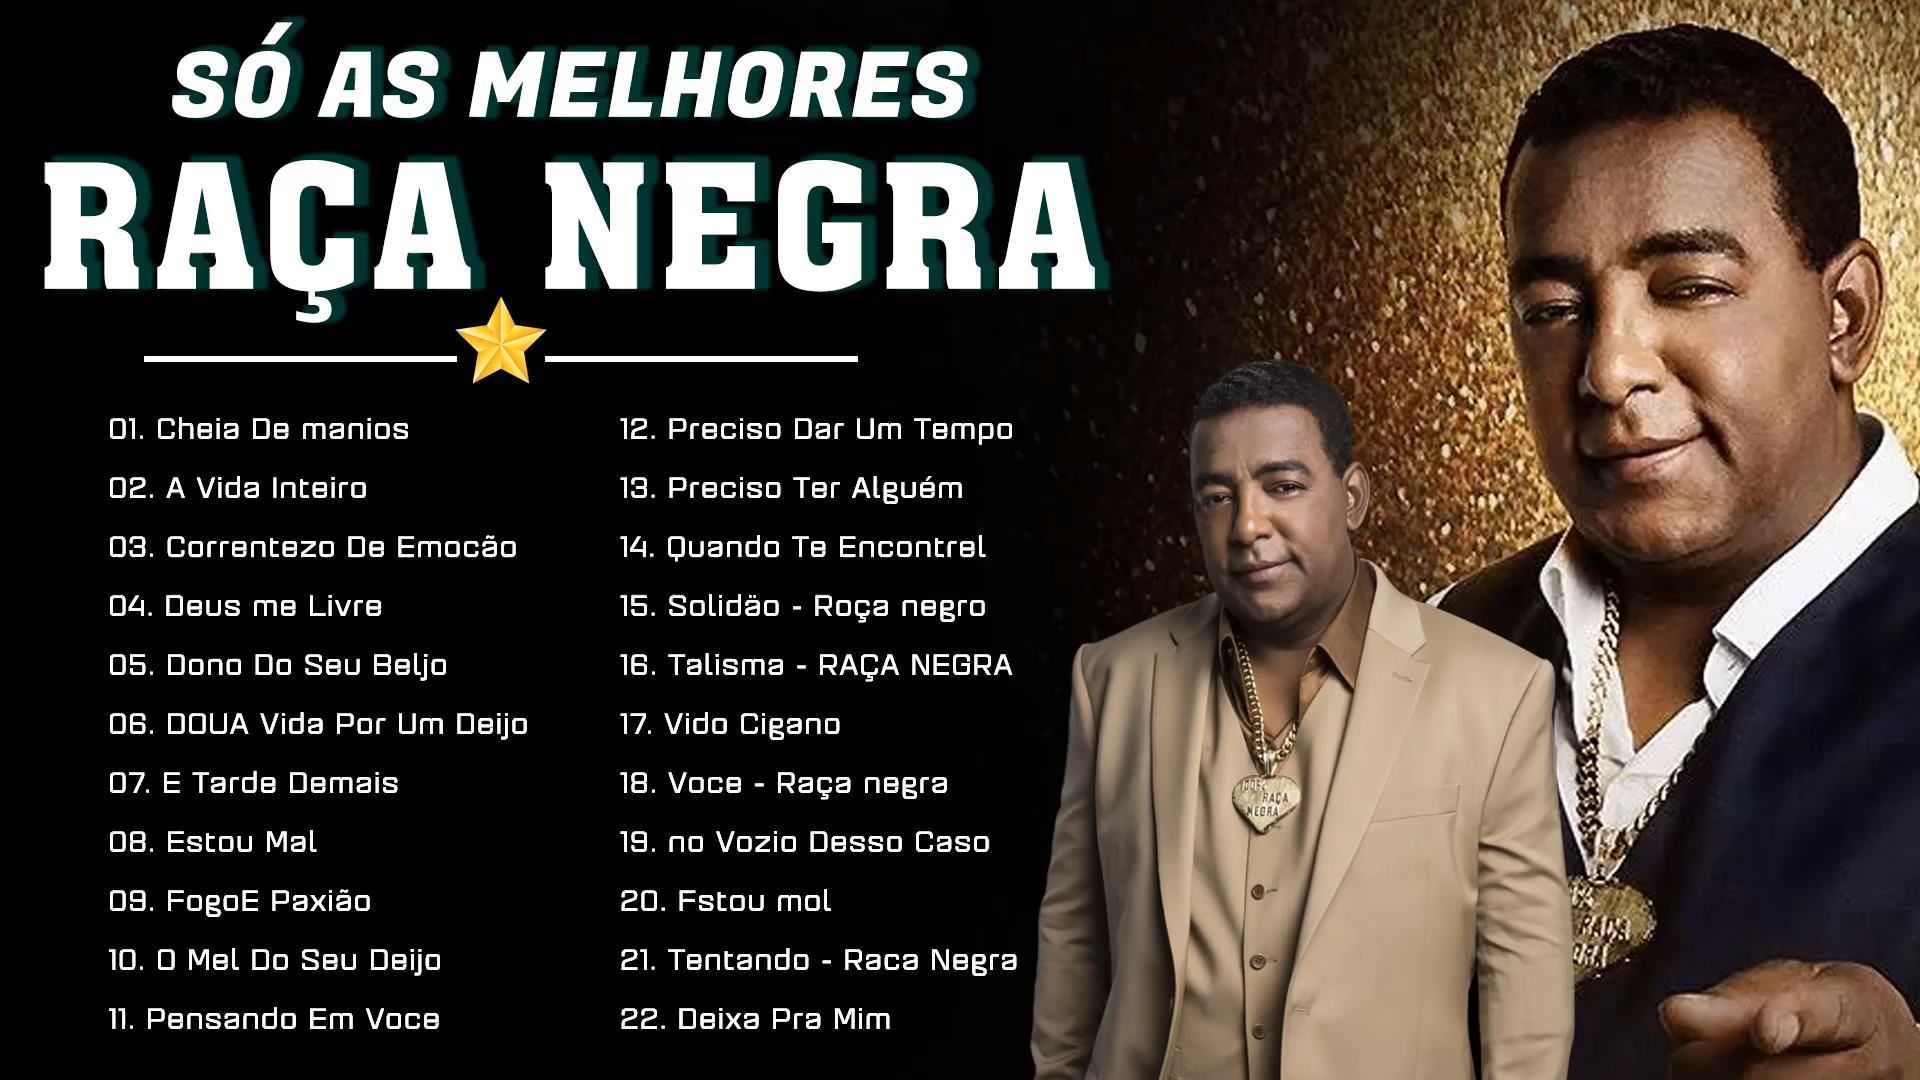 SÓ AS MELHORES
RAÇA NEGRA
01. Cheia De manios
02. A Vida Inteiro
03. Correntezo De Emocão
04. Deus me Livre
05. Dono Do Seu Beljo
06. DOUA Vida Por Um Deijo
07. E Tarde Demais
08. Estou Mal
09. FogoE Paxião
10. O Mel Do Seu Deijo
11. Pensando Em Voce
12. Preciso Dar Um Tempo
13. Preciso Ter Alguém
14. Quando Te Encontrel
15. Solidäo - Roça negro
16. Talisma - RAÇA NEGRA
17. Vido Cigano
18. Voce - Raça negra
19. no Vozio Desso Caso
20. Fstou mol
21. Tentando - Raca Negra
22. Deixa Pra Mim
RAÇA
NEGRA